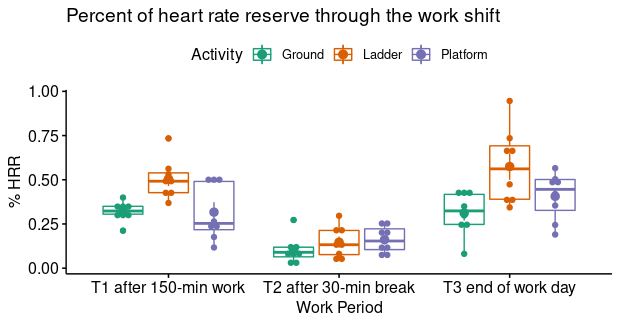 Percent of heart rate reserve through the work shift
Activity Ground Ladder Platform
1.00
0.75
0.50
0.25
0.00
% HRR
T1 after 150-min work T2 after 30-min break T3 end of work day
Work Period